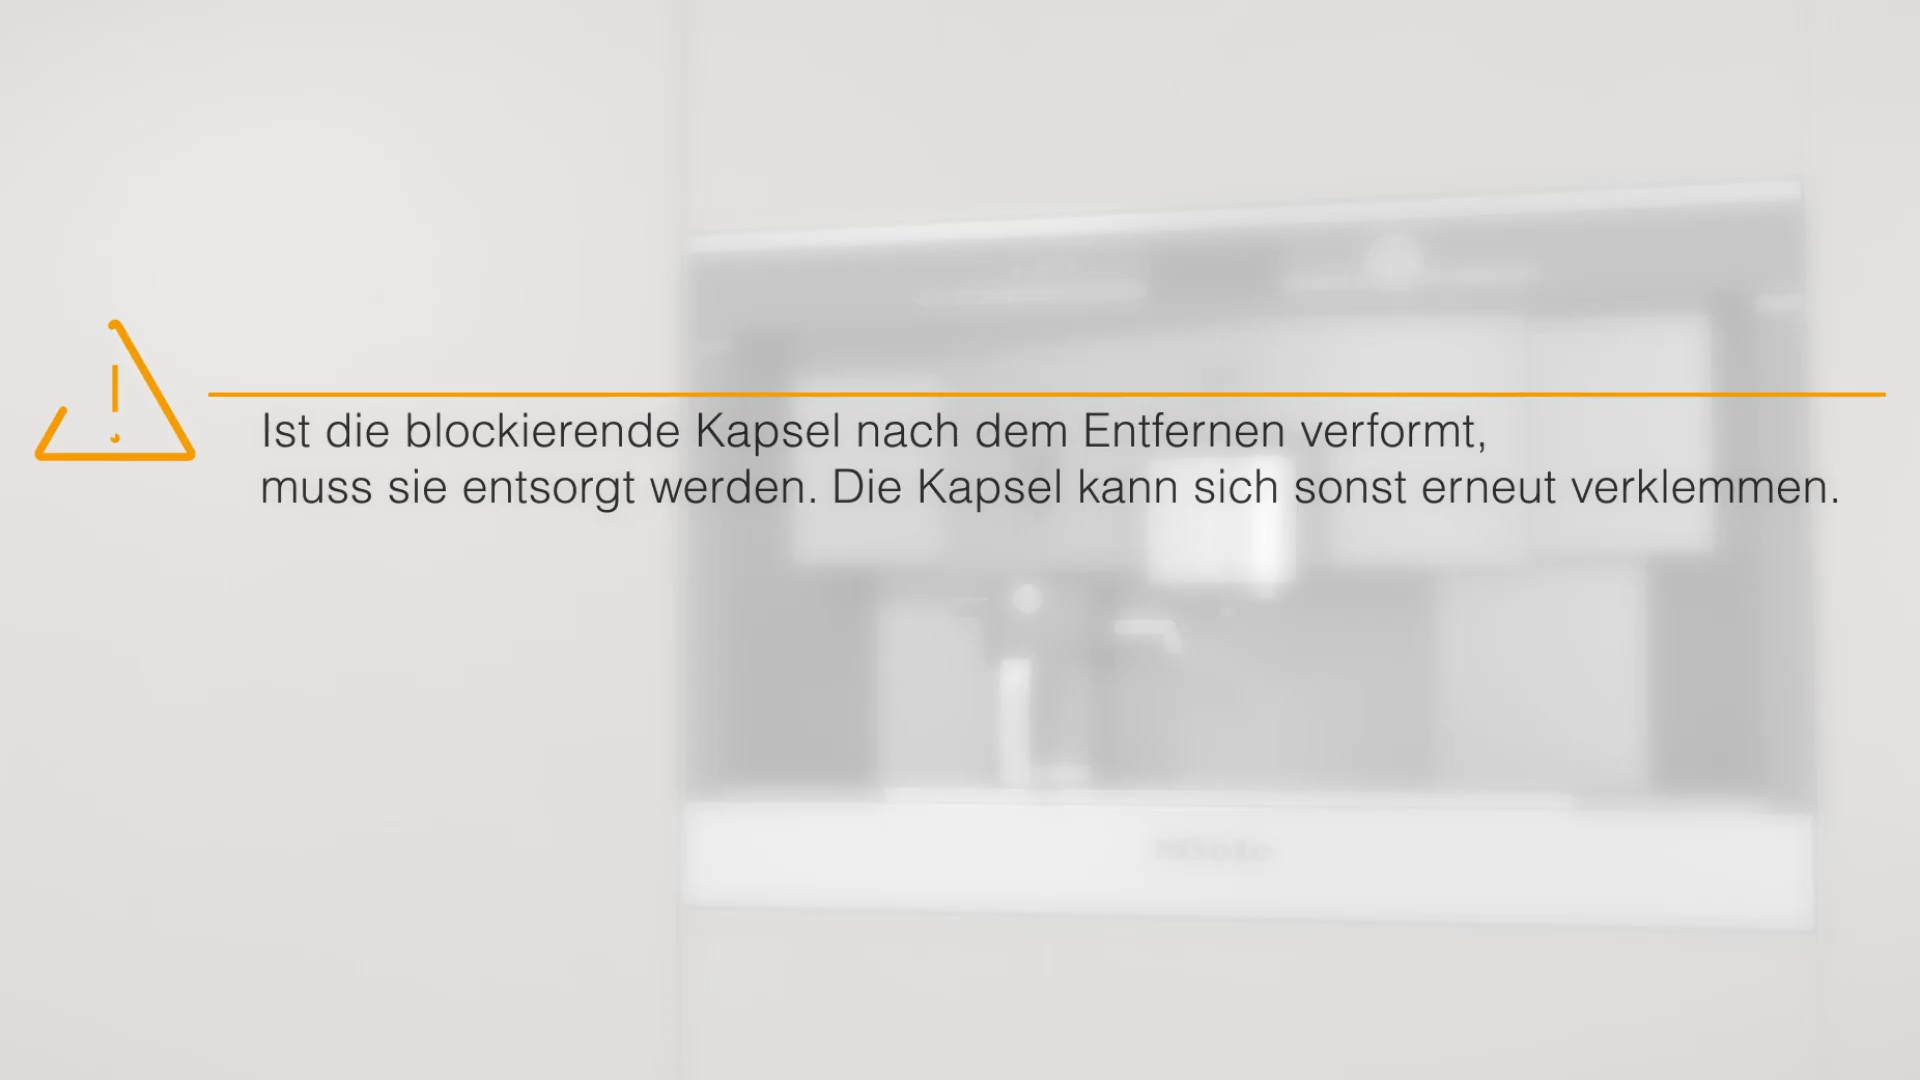 Ist die blockierende Kapsel nach dem Entfernen verformt,
muss sie entsorgt werden. Die Kapsel kann sich sonst erneut verklemmen.
Miele